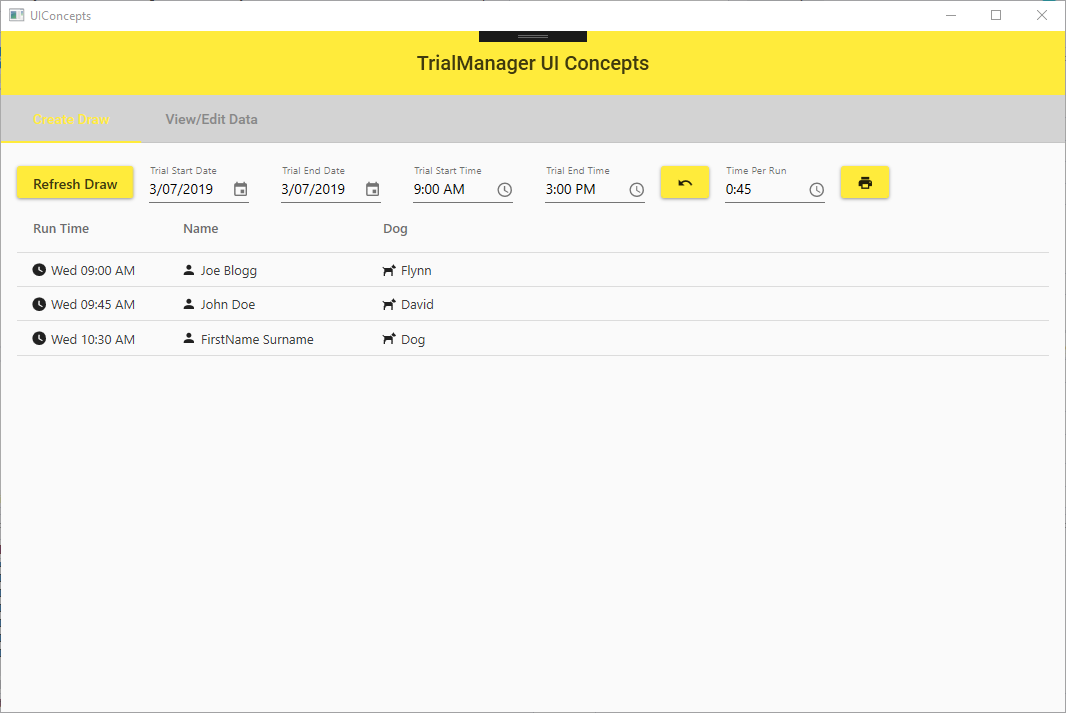 UIConcepts
TrialManager UI Concepts
Create Draw View/Edit Data
Refresh Draw
Trial Start Date
3/07/2019
Trial End Date
3/07/2019
Trial Start Time
9:00 AM
Trial End Time
3:00 PM
Time Per Run
0:45
Run Time Name Dog
Wed 09:00 AM Joe Blogg Flynn
Wed 09:45 AM John Doe David
Wed 10:30 AM FirstName Surname Dog